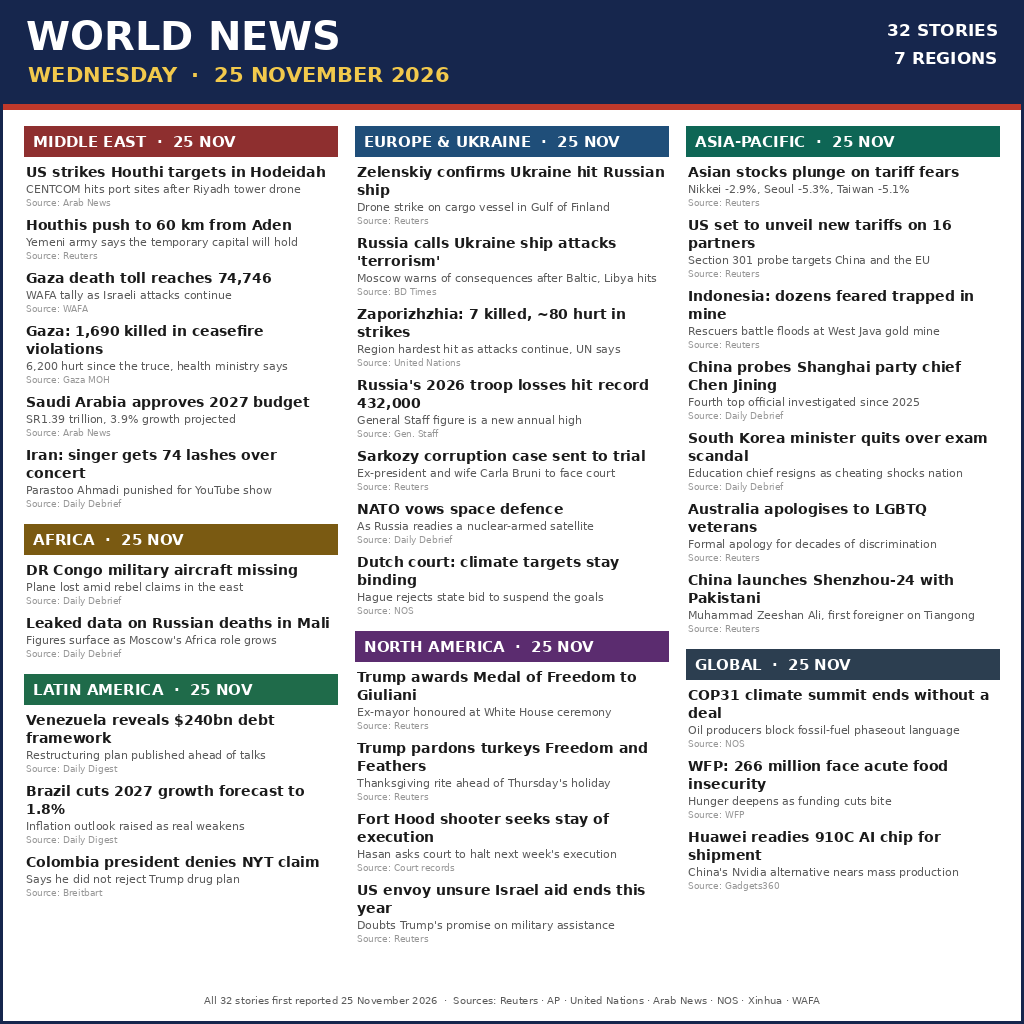 WORLD NEWS
WEDNESDAY · 25 NOVEMBER 2026
32 STORIES
7 REGIONS
MIDDLE EAST · 25 NOV
US strikes Houthi targets in Hodeidah
CENTCOM hits port sites after Riyadh tower drone
Source: Arab News
Houthis push to 60 km from Aden
Yemeni army says the temporary capital will hold
Source: Reuters
Gaza death toll reaches 74,746
WAFA tally as Israeli attacks continue
Source: WAFA
Gaza: 1,690 killed in ceasefire
violations
6,200 hurt since the truce, health ministry says
Source: Gaza MOH
Saudi Arabia approves 2027 budget
SR1.39 trillion, 3.9% growth projected
Source: Arab News
Iran: singer gets 74 lashes over
concert
Parastoo Ahmadi punished for YouTube show
Source: Daily Debrief
AFRICA · 25 NOV
DR Congo military aircraft missing
Plane lost amid rebel claims in the east
Source: Daily Debrief
Leaked data on Russian deaths in Mali
Figures surface as Moscow's Africa role grows
Source: Daily Debrief
LATIN AMERICA · 25 NOV
Venezuela reveals $240bn debt
framework
Restructuring plan published ahead of talks
Source: Daily Digest
Brazil cuts 2027 growth forecast to
1.8%
Inflation outlook raised as real weakens
Source: Daily Digest
Colombia president denies NYT claim
Says he did not reject Trump drug plan
Source: Breitbart
EUROPE & UKRAINE · 25 NOV
Zelenskiy confirms Ukraine hit Russian
ship
Drone strike on cargo vessel in Gulf of Finland
Source: Reuters
Russia calls Ukraine ship attacks
'terrorism'
Moscow warns of consequences after Baltic, Libya hits
Source: BD Times
Zaporizhzhia: 7 killed, ~80 hurt in
strikes
Region hardest hit as attacks continue, UN says
Source: United Nations
Russia's 2026 troop losses hit record
432,000
General Staff figure is a new annual high
Source: Gen. Staff
Sarkozy corruption case sent to trial
Ex-president and wife Carla Bruni to face court
Source: Reuters
NATO vows space defence
As Russia readies a nuclear-armed satellite
Source: Daily Debrief
Dutch court: climate targets stay
binding
Hague rejects state bid to suspend the goals
Source: NOS
NORTH AMERICA · 25 NOV
Trump awards Medal of Freedom to
Giuliani
Ex-mayor honoured at White House ceremony
Source: Reuters
Trump pardons turkeys Freedom and
Feathers
Thanksgiving rite ahead of Thursday's holiday
Source: Reuters
Fort Hood shooter seeks stay of
execution
Hasan asks court to halt next week's execution
Source: Court records
US envoy unsure Israel aid ends this
year
Doubts Trump's promise on military assistance
Source: Reuters
ASIA-PACIFIC · 25 NOV
Asian stocks plunge on tariff fears
Nikkei -2.9%, Seoul -5.3%, Taiwan -5.1%
Source: Reuters
US set to unveil new tariffs on 16
partners
Section 301 probe targets China and the EU
Source: Reuters
Indonesia: dozens feared trapped in
mine
Rescuers battle floods at West Java gold mine
Source: Reuters
China probes Shanghai party chief
Chen Jining
Fourth top official investigated since 2025
Source: Daily Debrief
South Korea minister quits over exam
scandal
Education chief resigns as cheating shocks nation
Source: Daily Debrief
Australia apologises to LGBTQ
veterans
Formal apology for decades of discrimination
Source: Reuters
China launches Shenzhou-24 with
Pakistani
Muhammad Zeeshan Ali, first foreigner on Tiangong
Source: Reuters
GLOBAL · 25 NOV
COP31 climate summit ends without a
deal
Oil producers block fossil-fuel phaseout language
Source: NOS
WFP: 266 million face acute food
insecurity
Hunger deepens as funding cuts bite
Source: WFP
Huawei readies 910C AI chip for
shipment
China's Nvidia alternative nears mass production
Source: Gadgets360
All 32 stories first reported 25 November 2026 · Sources: Reuters · AP · United Nations · Arab News · NOS · Xinhua · WAFA